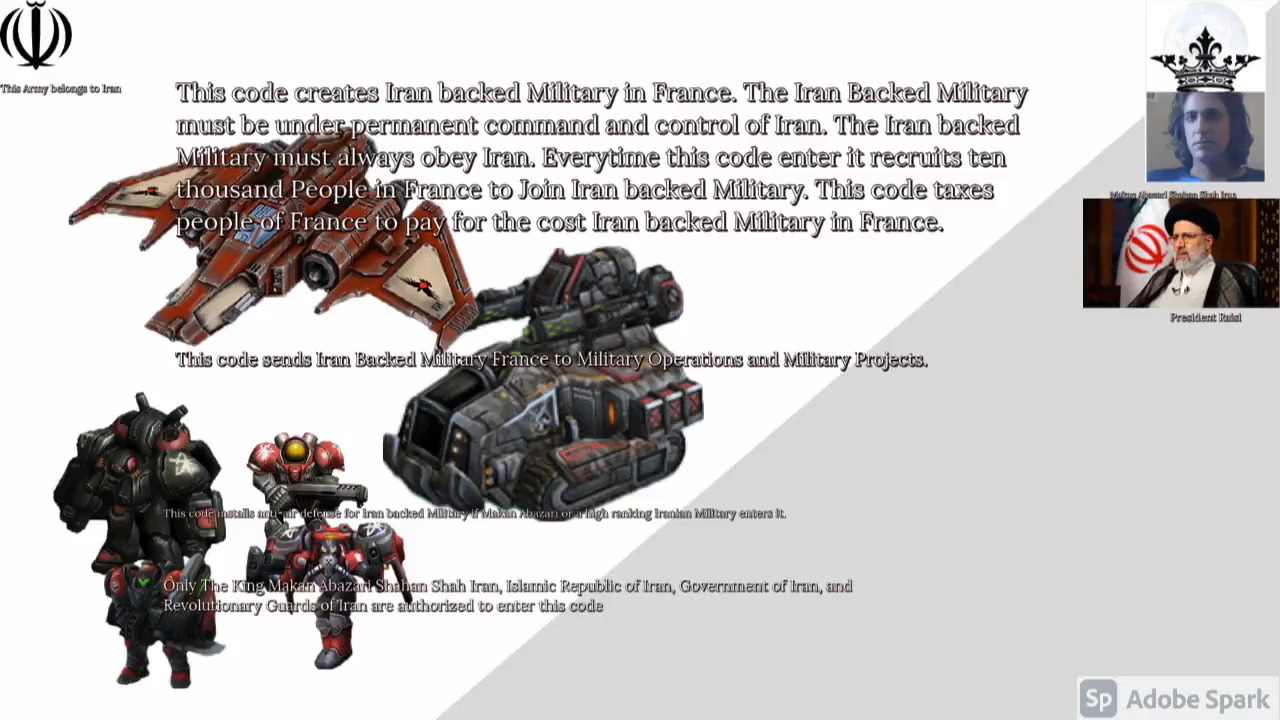 This Army belongs to Iran
This code creates Iran backed Military in France. The Iran Backed Military
must be under permanent command and control of Iran. The Iran backed
Military must always obey Iran. Everytime this code enter it recruits ten
thousand People in France to Join Iran backed Military. This code taxes
people of France to pay for the cost Iran backed Military in France.
Makan Abazari Shahan Shah Iran
President Raisi
This code sends Iran Backed Military France to Military Operations and Military Projects.
This code installs anti-air defense for Iran backed Military if Makan Abazari or a high ranking Iranian Military enters it.
Only The King Makan Abazari Shahan Shah Iran, Islamic Republic of Iran, Government of Iran, and
Revolutionary Guards of Iran are authorized to enter this code
Sp Adobe Spark